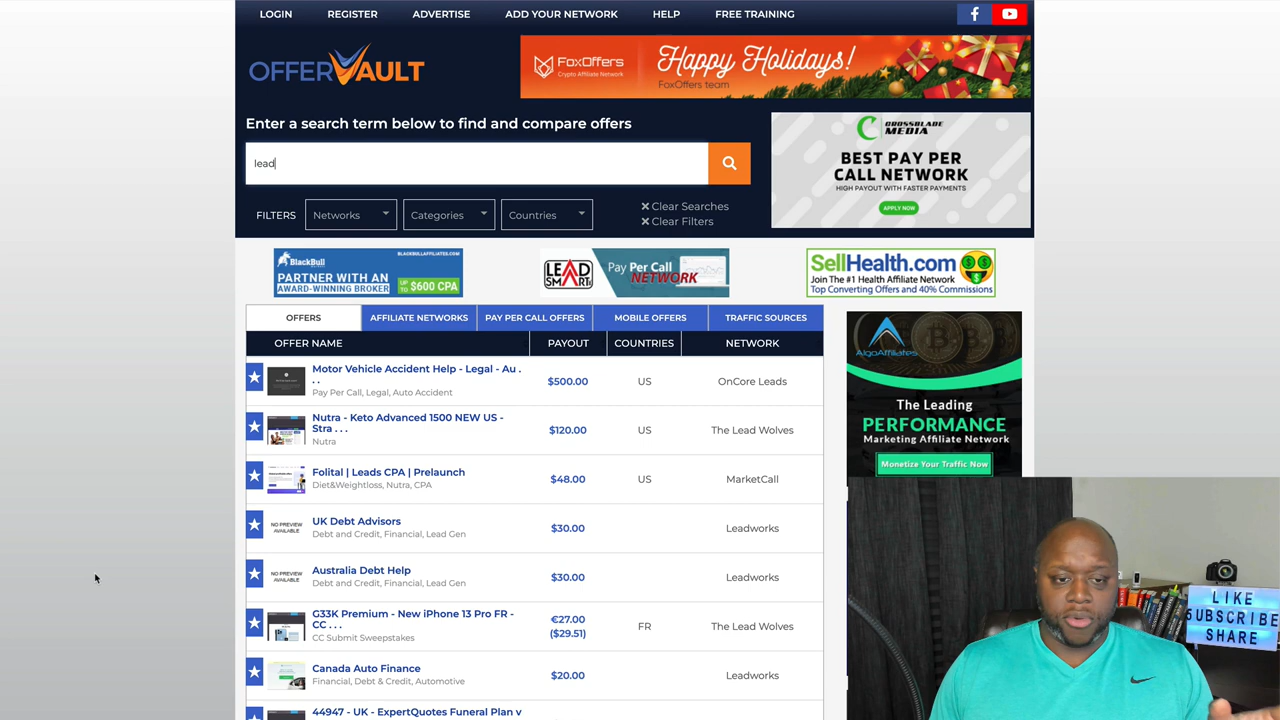 LOGIN
REGISTER
ADVERTISE
ADD YOUR NETWORK
HELP
FREE TRAINING
OFFERVAULT
FoxOffers
Crypto Affiliate Network
Happy Holidays!
FoxOffers team
Enter a search term below to find and compare offers
lead
CROSSBLADE
MEDIA
BEST PAY PER
CALL NETWORK
HIGH PAYOUT WITH FASTER PAYMENTS
APPLY NOW
FILTERS
Networks
Categories
Countries
Clear Searches
Clear Filters
BlackBull
BLACKBULLAFFILIATES.COM
PARTNER WITH AN
AWARD-WINNING BROKER
UP TO $600 CPA
LEAD
SMART
Pay Per Call
NETWORK
SellHealth.com
Join The #1 Health Affiliate Network
Top Converting Offers and 40% Commissions
OFFERS
AFFILIATE NETWORKS
PAY PER CALL OFFERS
MOBILE OFFERS
TRAFFIC SOURCES
OFFER NAME
PAYOUT
COUNTRIES
NETWORK
Motor Vehicle Accident Help - Legal - Au .
. .
Pay Per Call, Legal, Auto Accident
$500.00
US
OnCore Leads
Nutra - Keto Advanced 1500 NEW US -
Stra . . .
Nutra
$120.00
US
The Lead Wolves
Folital | Leads CPA | Prelaunch
Diet&Weightloss, Nutra, CPA
$48.00
US
MarketCall
NO PREVIEW
AVAILABLE
UK Debt Advisors
Debt and Credit, Financial, Lead Gen
$30.00
Leadworks
NO PREVIEW
AVAILABLE
Australia Debt Help
Debt and Credit, Financial, Lead Gen
$30.00
Leadworks
G33K Premium - New iPhone 13 Pro FR -
CC . . .
CC Submit Sweepstakes
€27.00
($29.51)
FR
The Lead Wolves
Canada Auto Finance
Financial, Debt & Credit, Automotive
$20.00
Leadworks
44947 - UK - ExpertQuotes Funeral Plan v
AlgoAffiliates
The Leading
PERFORMANCE
Marketing Affiliate Network
Monetize Your Traffic Now
LIKE
SUBSCRIBE
SHARE